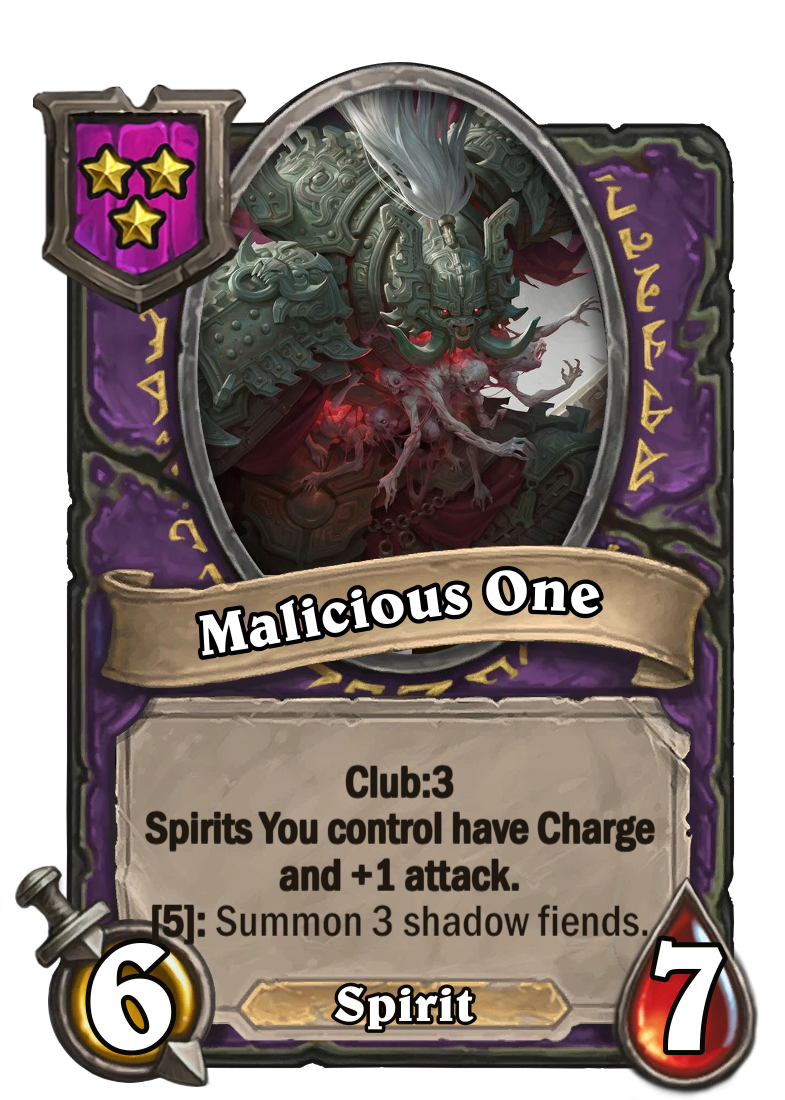 Malicious One
Club:3
Spirits You control have Charge
and +1 attack.
[5]: Summon 3 shadow fiends.
6
Spirit
7